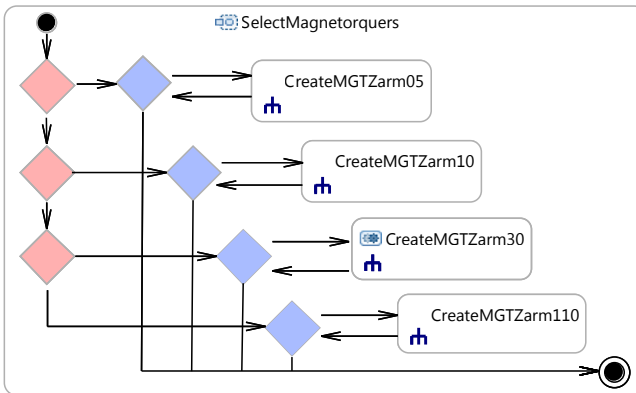 SelectMagnetorquers
CreateMGTZarm05
CreateMGTZarm10
CreateMGTZarm30
CreateMGTZarm110